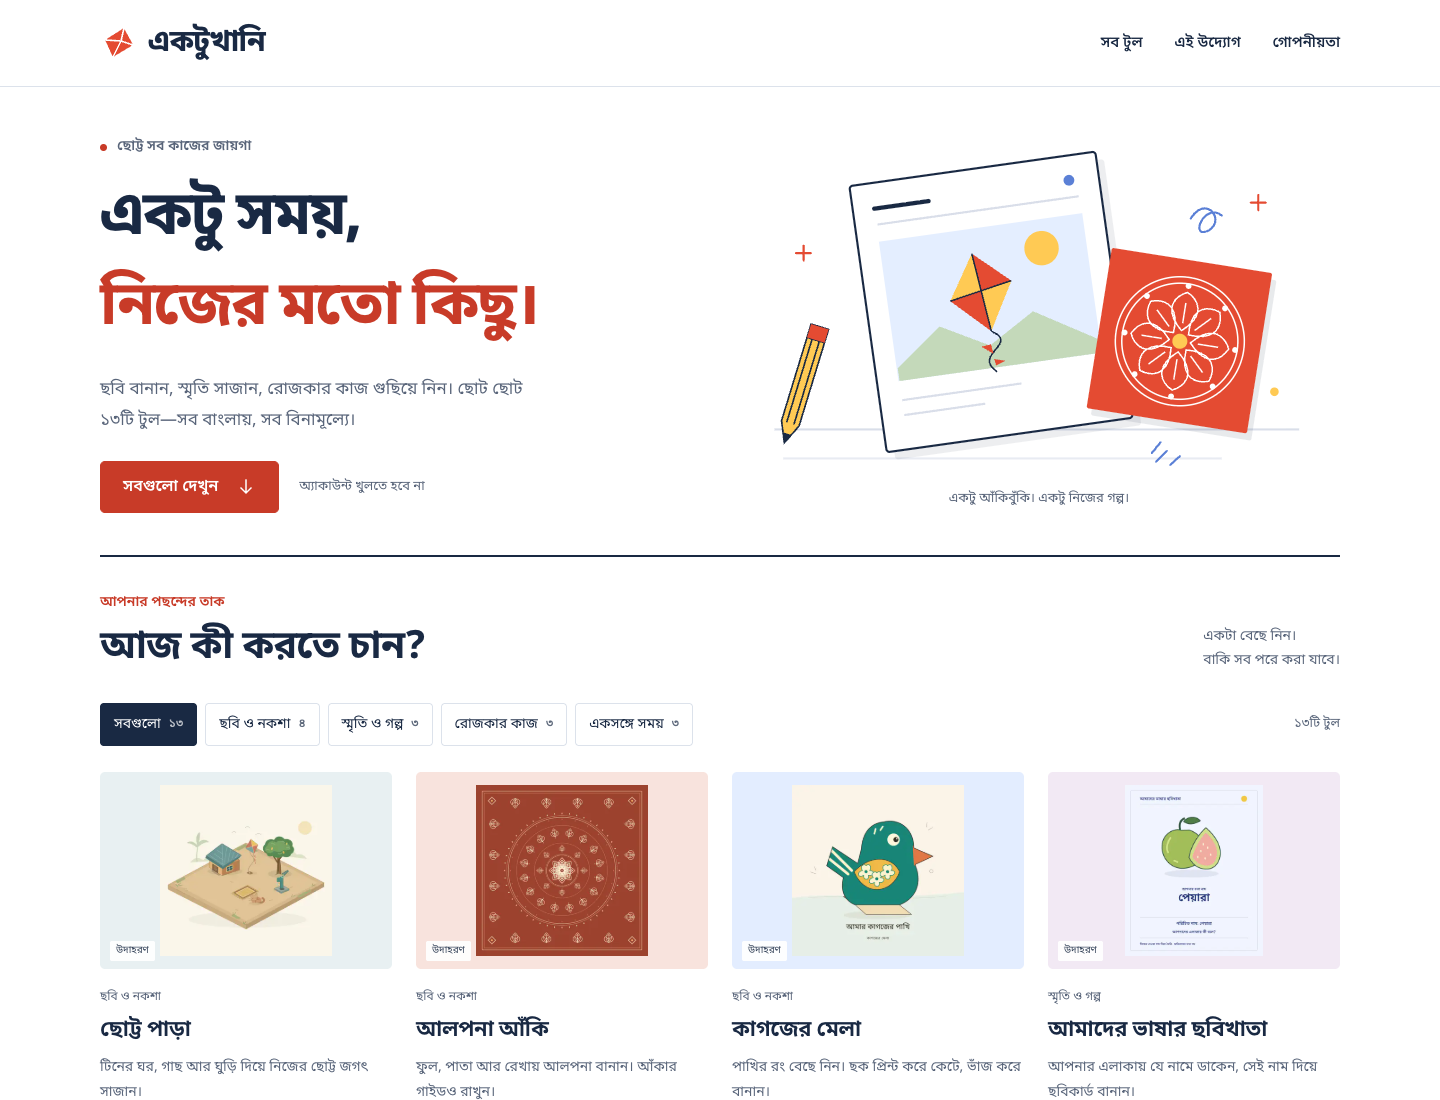 একটুখানি
সব টুল
এই উদ্যোগ
গোপনীয়তা
ছোট্ট সব কাজের জায়গা
একটু সময়,
নিজের মতো কিছু।
ছবি বানান, স্মৃতি সাজান, রোজকার কাজ গুছিয়ে নিন। ছোট ছোট
১৩টি টুল—সব বাংলায়, সব বিনামূল্যে।
সবগুলো দেখুন ↓
অ্যাকাউন্ট খুলতে হবে না
একটু আঁকিবুঁকি। একটু নিজের গল্প।
আপনার পছন্দের তাক
আজ কী করতে চান?
একটা বেছে নিন।
বাকি সব পরে করা যাবে।
সবগুলো ১৩
ছবি ও নকশা ৪
স্মৃতি ও গল্প ৩
রোজকার কাজ ৩
একসঙ্গে সময় ৩
১৩টি টুল
উদাহরণ
উদাহরণ
আমার কাগজের পাখি
উদাহরণ
পেয়ারা
উদাহরণ
ছবি ও নকশা
ছোট্ট পাড়া
টিনের ঘর, গাছ আর ঘুড়ি দিয়ে নিজের ছোট্ট জগৎ
সাজান।
ছবি ও নকশা
আলপনা আঁকি
ফুল, পাতা আর রেখায় আলপনা বানান। আঁকার
গাইডও রাখুন।
ছবি ও নকশা
কাগজের মেলা
পাখির রং বেছে নিন। ছক প্রিন্ট করে কেটে, ভাঁজ করে
বানান।
স্মৃতি ও গল্প
আমাদের ভাষার ছবিখাতা
আপনার এলাকায় যে নামে ডাকেন, সেই নাম দিয়ে
ছবিকার্ড বানান।